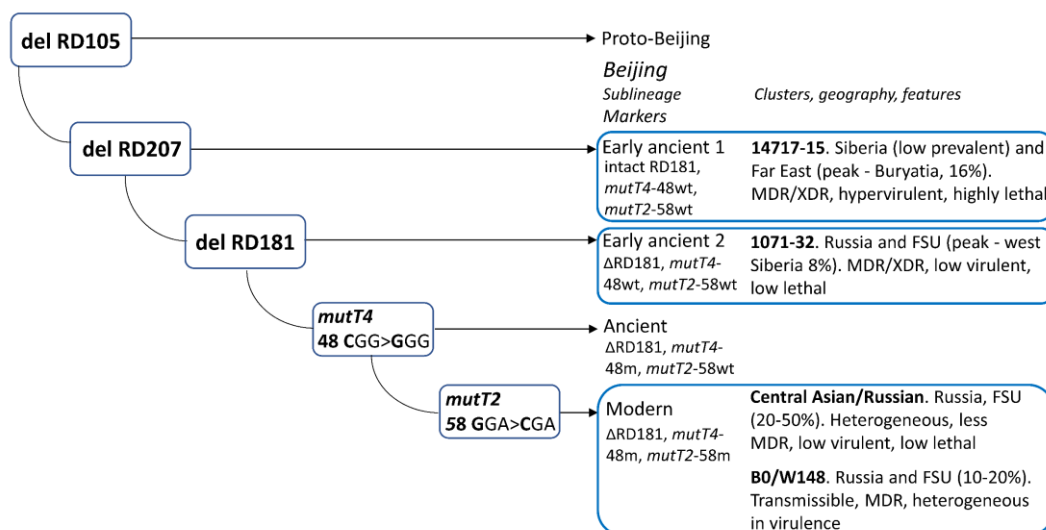 del RD105
Proto-Beijing
Beijing
Sublineage
Markers
Clusters, geography, features
del RD207
Early ancient 1
intact RD181,
mutT4-48wt,
mutT2-58wt
14717-15. Siberia (low prevalent) and
Far East (peak - Buryatia, 16%).
MDR/XDR, hypervirulent, highly lethal
del RD181
Early ancient 2
ΔRD181, mutT4-
48wt, mutT2-58wt
1071-32. Russia and FSU (peak - west
Siberia 8%). MDR/XDR, low virulent,
low lethal
mutT4
48 CGG>GGG
Ancient
ΔRD181, mutT4-
48m, mutT2-58wt
mutT2
58 GGA>CGA
Modern
ΔRD181, mutT4-
48m, mutT2-58m
Central Asian/Russian. Russia, FSU
(20-50%). Heterogeneous, less
MDR, low virulent, low lethal
B0/W148. Russia and FSU (10-20%).
Transmissible, MDR, heterogeneous
in virulence